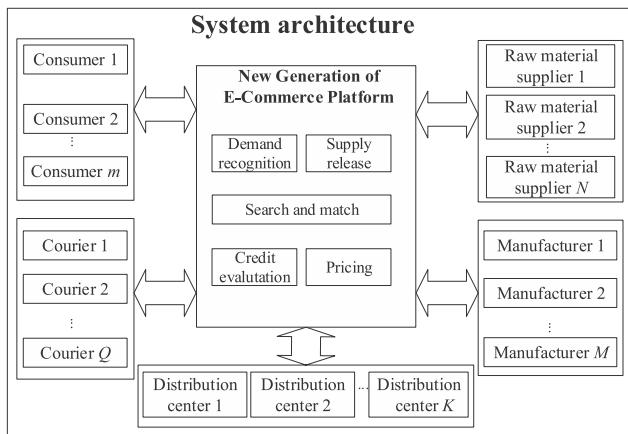 System architecture
Consumer 1
Consumer 2
⋮
Consumer m
Courier 1
Courier 2
⋮
Courier Q
New Generation of
E-Commerce Platform
Demand
recognition
Supply
release
Search and match
Credit
evalutation
Pricing
Raw material
supplier 1
Raw material
supplier 2
⋮
Raw material
supplier N
Manufacturer 1
Manufacturer 2
⋮
Manufacturer M
Distribution
center 1
Distribution
center 2
...
Distribution
center K